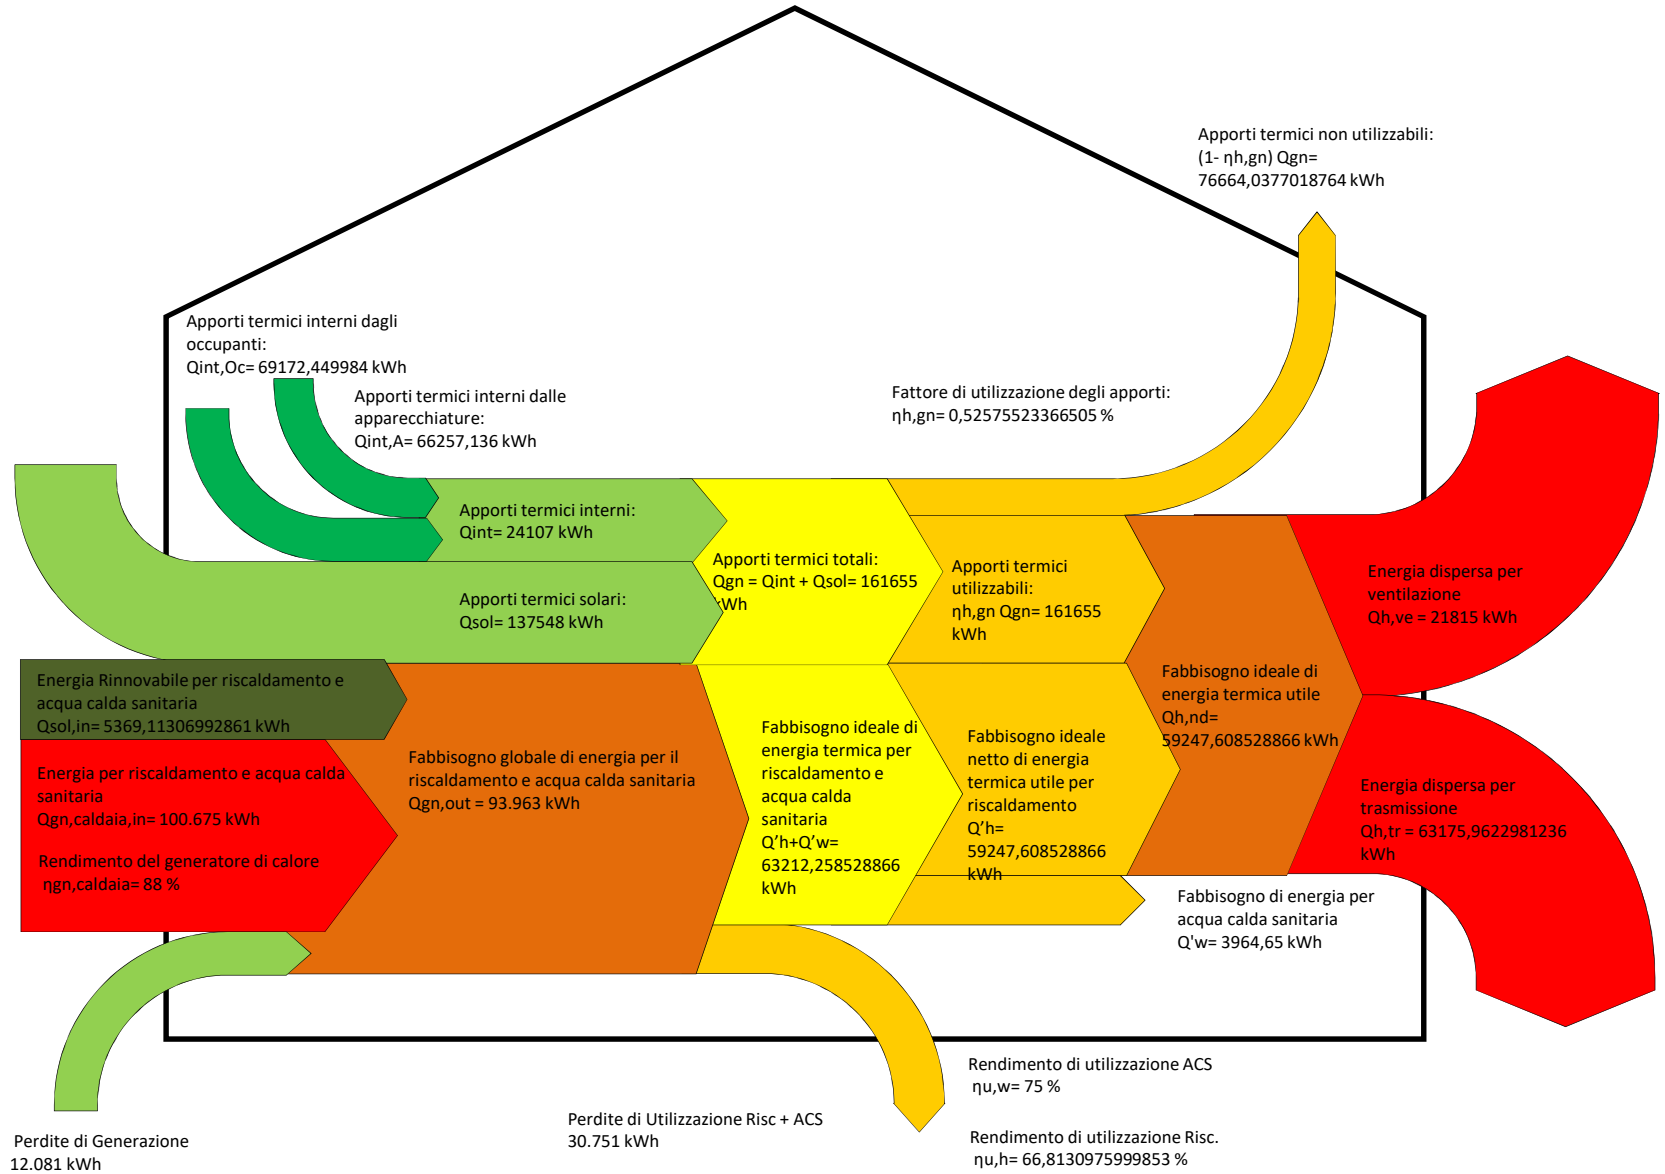 Apporti termici non utilizzabili:
(1- ηh,gn) Qgn=
76664,0377018764 kWh
Apporti termici interni dagli
occupanti:
Qint,Oc= 69172,449984 kWh
Apporti termici interni dalle
apparecchiature:
Qint,A= 66257,136 kWh
Fattore di utilizzazione degli apporti:
ηh,gn= 0,52575523366505 %
Apporti termici interni:
Qint= 24107 kWh
Apporti termici solari:
Qsol= 137548 kWh
Apporti termici totali:
Qgn = Qint + Qsol= 161655
kWh
Apporti termici
utilizzabili:
ηh,gn Qgn= 161655
kWh
Energia dispersa per
ventilazione
Qh,ve = 21815 kWh
Energia Rinnovabile per riscaldamento e
acqua calda sanitaria
Qsol,in= 5369,11306992861 kWh
Energia per riscaldamento e acqua calda
sanitaria
Qgn,caldaia,in= 100.675 kWh
Rendimento del generatore di calore
ηgn,caldaia= 88 %
Fabbisogno globale di energia per il
riscaldamento e acqua calda sanitaria
Qgn,out = 93.963 kWh
Fabbisogno ideale di
energia termica per
riscaldamento e
acqua calda
sanitaria
Q’h+Q’w=
63212,258528866
kWh
Fabbisogno ideale
netto di energia
termica utile per
riscaldamento
Q’h=
59247,608528866
kWh
Fabbisogno ideale di
energia termica utile
Qh,nd=
59247,608528866 kWh
Energia dispersa per
trasmissione
Qh,tr = 63175,9622981236
kWh
Fabbisogno di energia per
acqua calda sanitaria
Q'w= 3964,65 kWh
Rendimento di utilizzazione ACS
ηu,w= 75 %
Perdite di Utilizzazione Risc + ACS
30.751 kWh
Rendimento di utilizzazione Risc.
ηu,h= 66,8130975999853 %
Perdite di Generazione
12.081 kWh